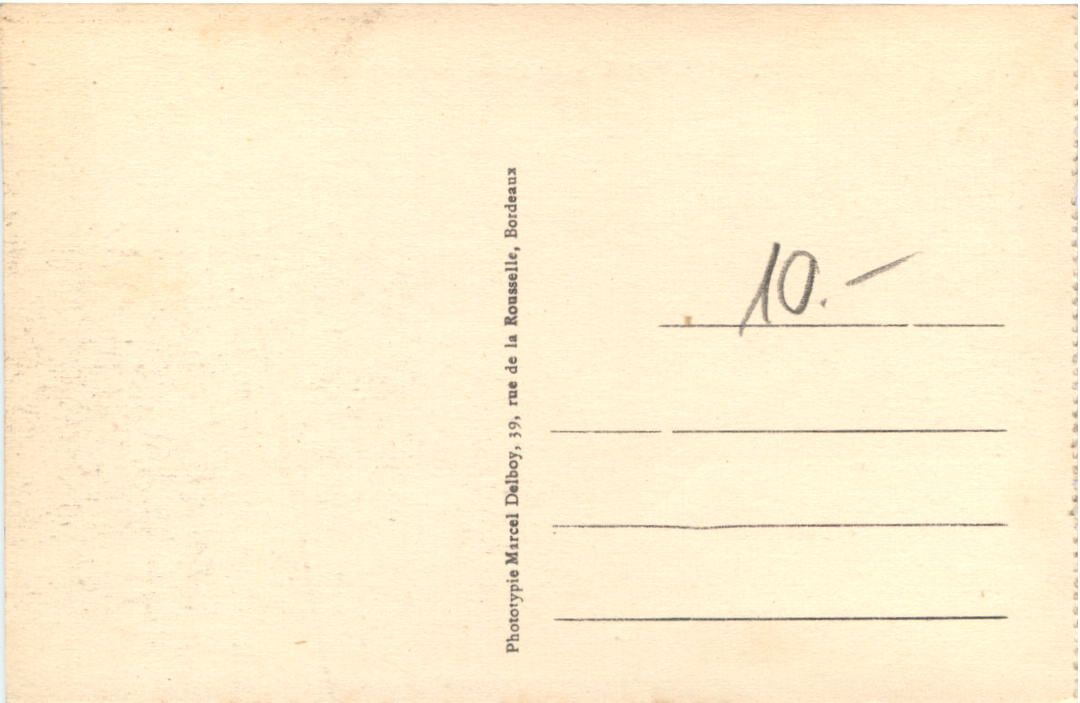 Phototypie Marcel Delboy, 39, rue de la Rousselle, Bordeaux
10.-